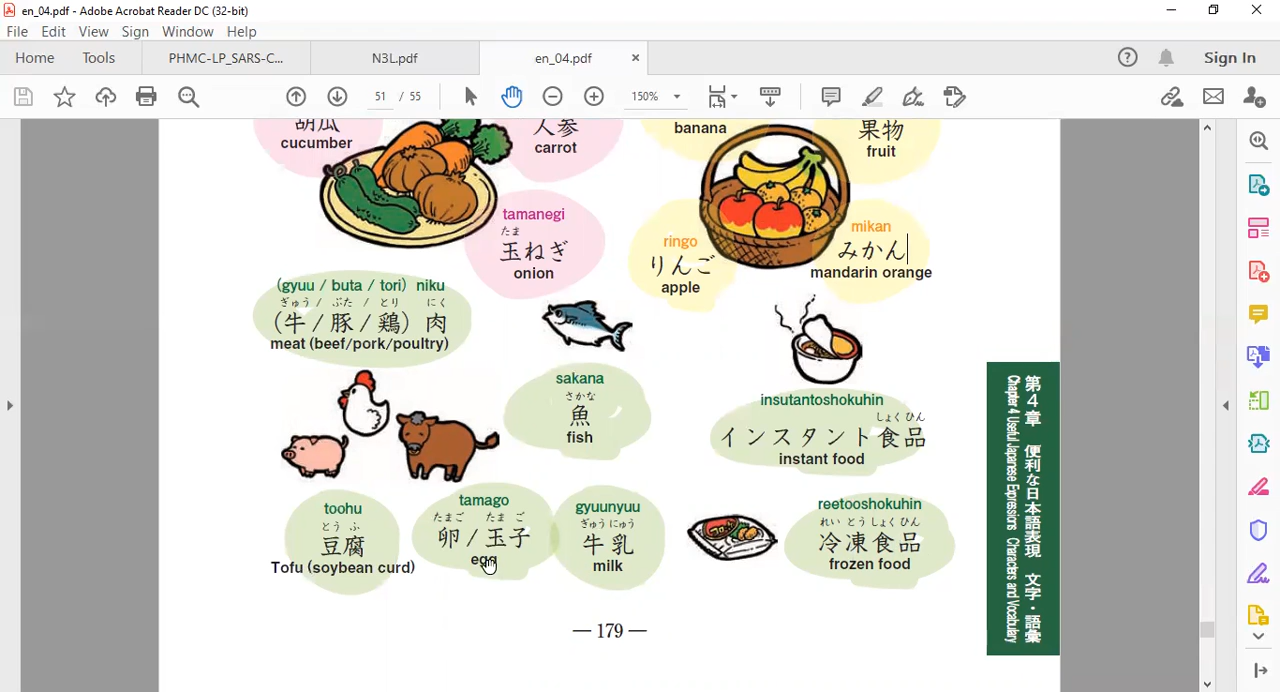 en_04.pdf - Adobe Acrobat Reader DC (32-bit)
File Edit View Sign Window Help
Home Tools PHMC-LP_SARS-C... N3L.pdf en_04.pdf × Sign In
51 / 55 150%
胡瓜
cucumber
人参
carrot
banana
果物
fruit
tamanegi
たま
玉ねぎ
onion
ringo
りんご
apple
mikan
みかん
mandarin orange
(gyuu / buta / tori) niku
ぎゅう / ぶた / とり にく
(牛/豚/鶏)肉
meat (beef/pork/poultry)
sakana
さかな
魚
fish
insutantoshokuhin
しょくひん
インスタント食品
instant food
toohu
とうふ
豆腐
Tofu (soybean curd)
tamago
たまご たまご
卵/玉子
egg
gyuunyuu
ぎゅうにゅう
牛乳
milk
reetooshokuhin
れいとうしょくひん
冷凍食品
frozen food
— 179 —
第4章 便利な日本語表現 文字・語彙
Chapter 4 Useful Japanese Expressions Characters and Vocabulary